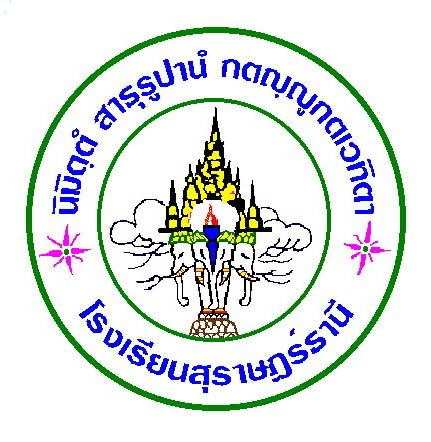 นิมิตฺตํ สาธุรูปานํ กตญฺญูกตเวทิตา
โรงเรียนสุราษฎร์ธานี